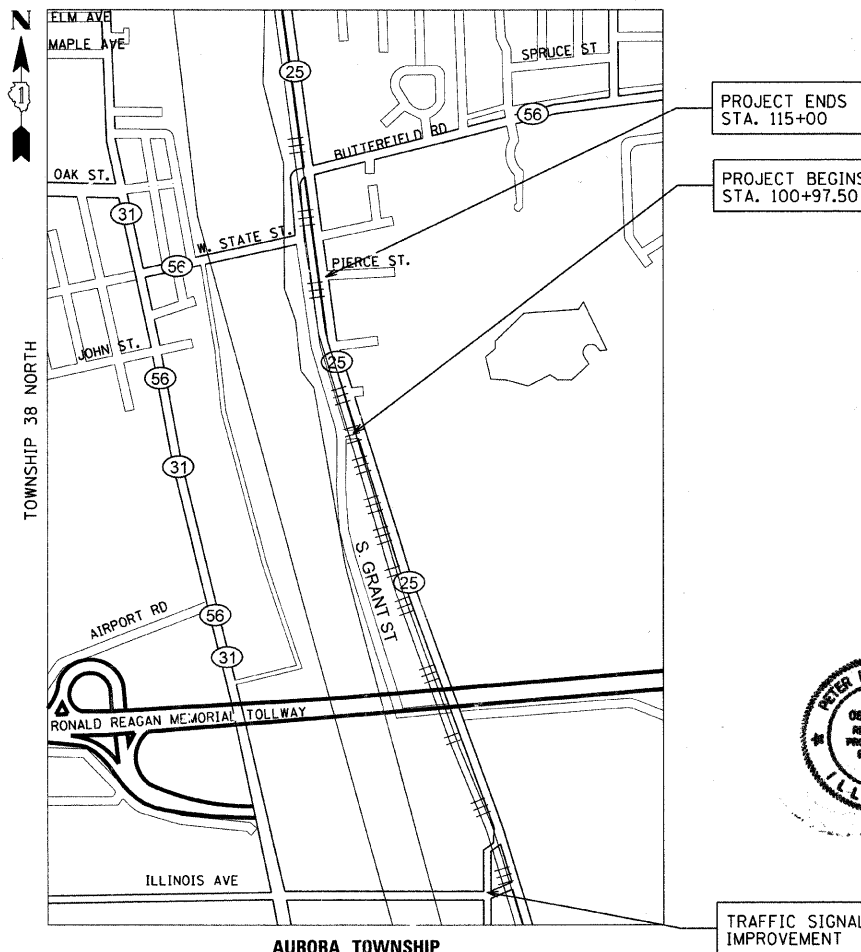 N
1
ELM AVE
MAPLE AVE
25
SPRUCE ST
BUTTERFIELD RD
56
PROJECT ENDS
STA. 115+00
PROJECT BEGINS
STA. 100+97.50
OAK ST.
31
W. STATE ST.
56
PIERCE ST.
JOHN ST.
56
25
31
TOWNSHIP 38 NORTH
S. GRANT ST
25
AIRPORT RD
56
31
RONALD REAGAN MEMORIAL TOLLWAY
PETER
ILLINOIS AVE
TRAFFIC SIGNAL
IMPROVEMENT
AURORA TOWNSHIP